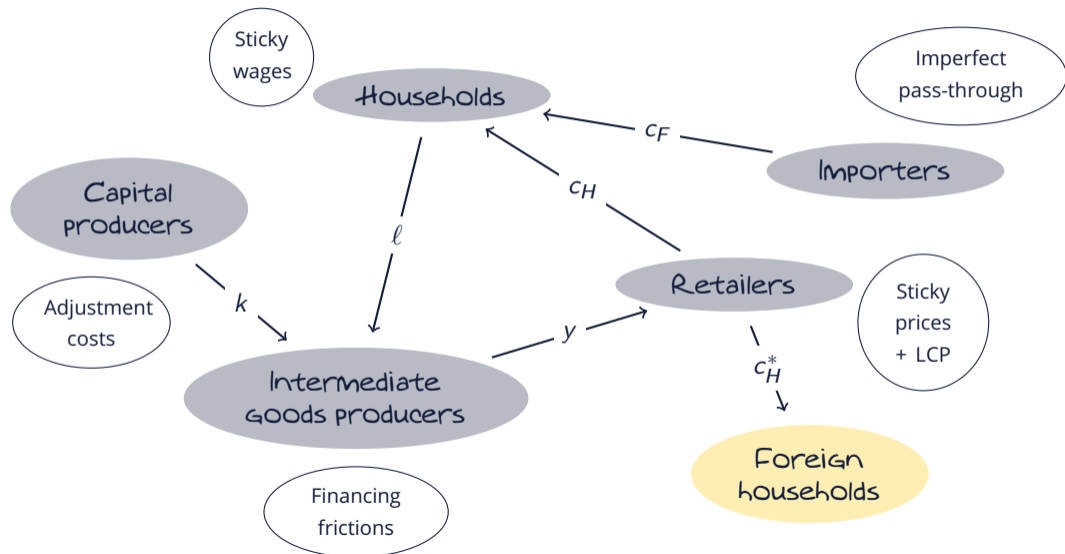 Sticky
wages
Households
Imperfect
pass-through
c_F
Importers
Capital
producers
c_H
ℓ
Retailers
Sticky
prices
+ LCP
Adjustment
costs
k
y
c_H^*
Intermediate
Goods producers
Foreign
households
Financing
frictions